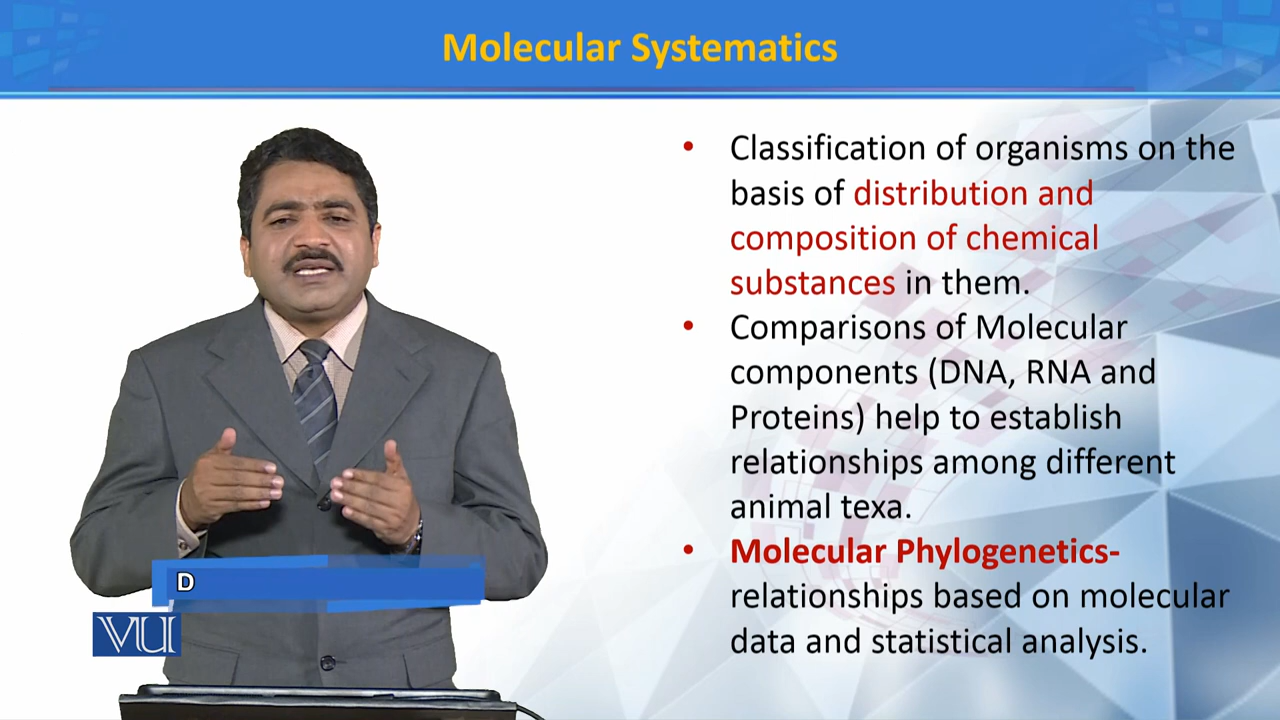 Molecular Systematics
• Classification of organisms on the
basis of distribution and
composition of chemical
substances in them.
• Comparisons of Molecular
components (DNA, RNA and
Proteins) help to establish
relationships among different
animal texa.
• Molecular Phylogenetics-
relationships based on molecular
data and statistical analysis.
D
VU